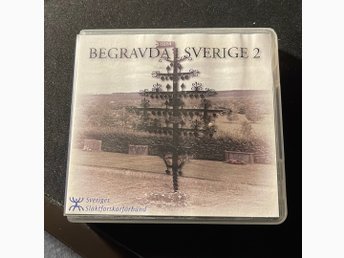 BEGRAVDA I SVERIGE 2
Sveriges
Släktforskarförbund